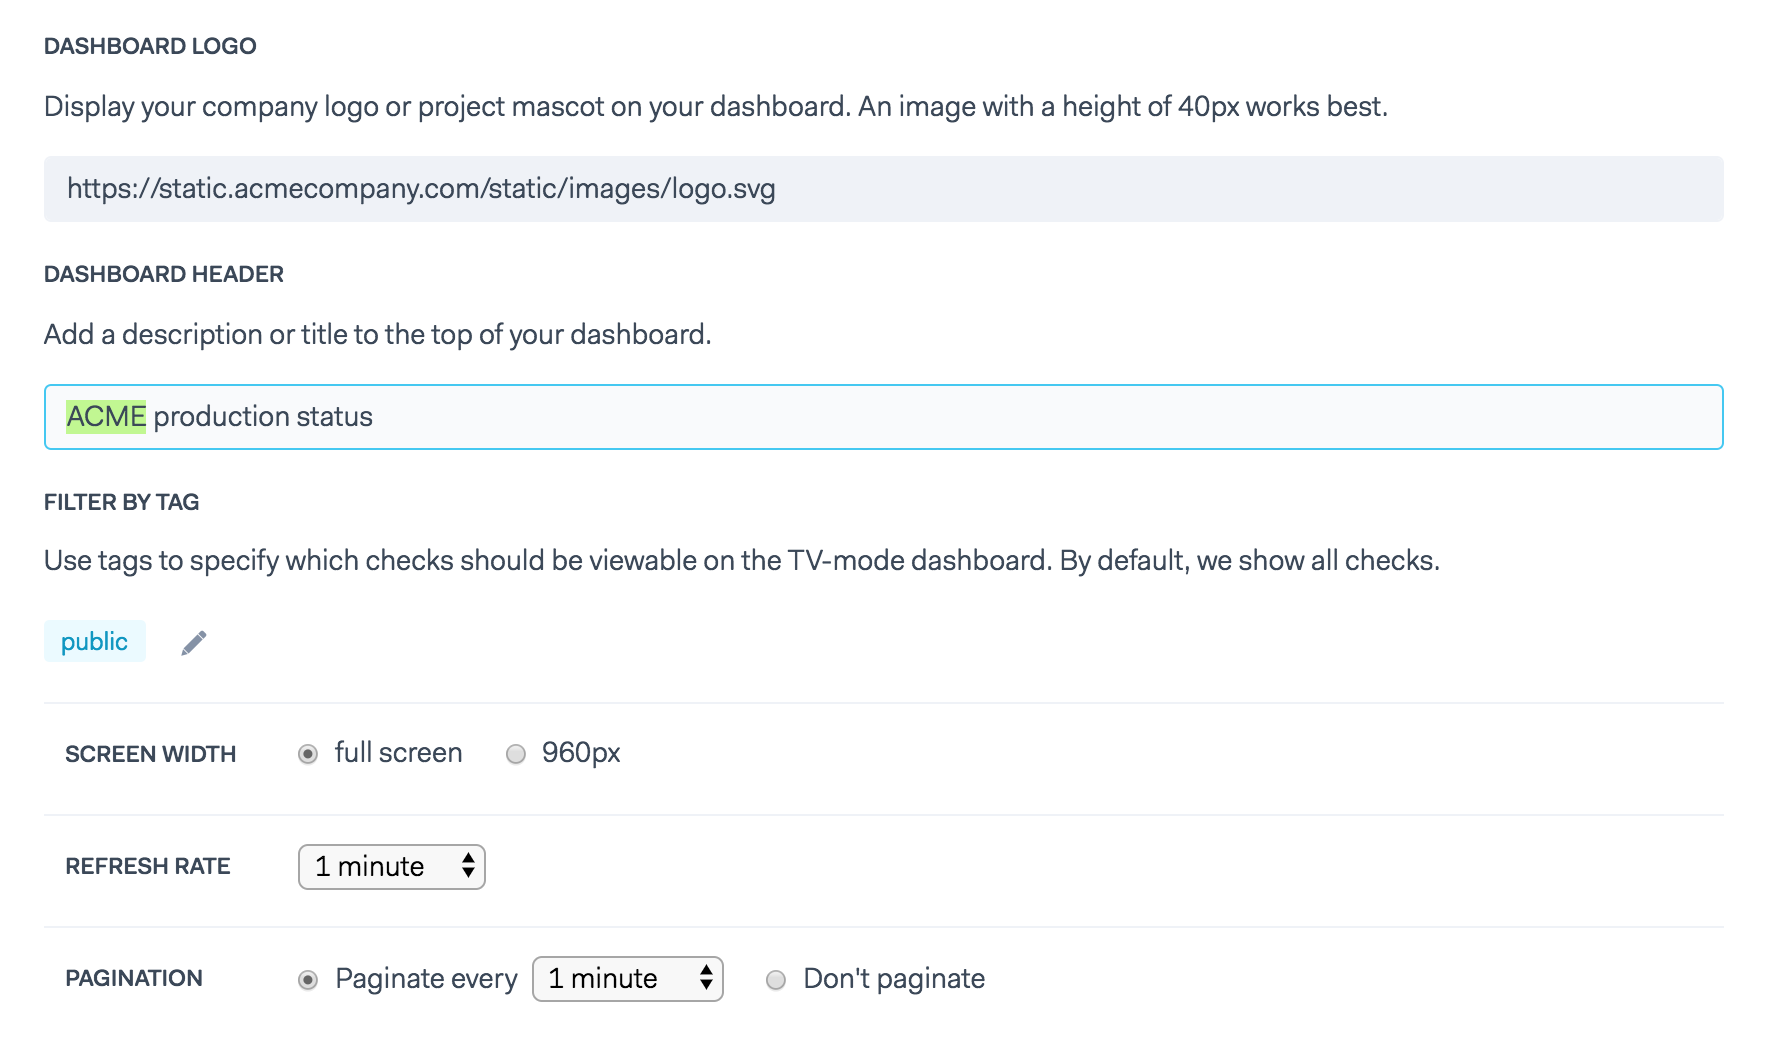 DASHBOARD LOGO
Display your company logo or project mascot on your dashboard. An image with a height of 40px works best.
https://static.acmecompany.com/static/images/logo.svg
DASHBOARD HEADER
Add a description or title to the top of your dashboard.
ACME production status
FILTER BY TAG
Use tags to specify which checks should be viewable on the TV-mode dashboard. By default, we show all checks.
public
SCREEN WIDTH full screen 960px
REFRESH RATE 1 minute
PAGINATION Paginate every 1 minute Don't paginate